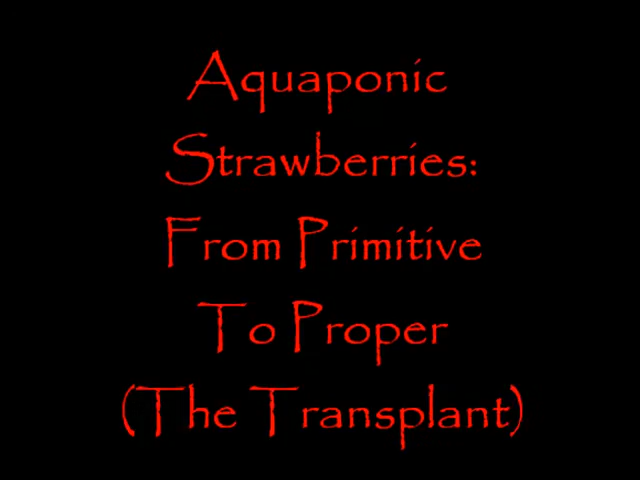 Aquaponic
Strawberries:
From Primitive
To Proper
(The Transplant)